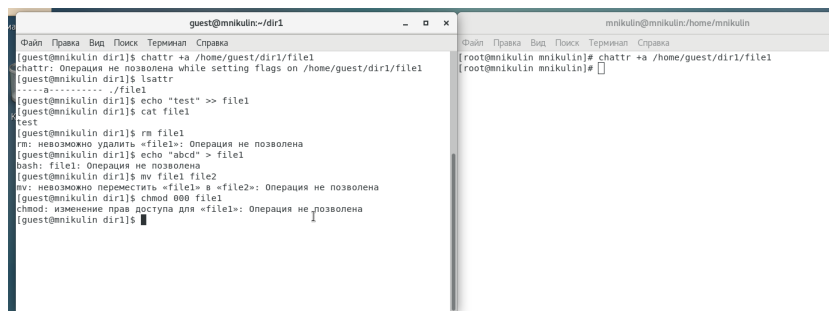 guest@mnikulin:~/dir1
Файл Правка Вид Поиск Терминал Справка
[guest@mnikulin dir1]$ chattr +a /home/guest/dir1/file1
chattr: Операция не позволена while setting flags on /home/guest/dir1/file1
[guest@mnikulin dir1]$ lsattr
-----a---------- ./file1
[guest@mnikulin dir1]$ echo "test" >> file1
[guest@mnikulin dir1]$ cat file1
test
[guest@mnikulin dir1]$ rm file1
rm: невозможно удалить «file1»: Операция не позволена
[guest@mnikulin dir1]$ echo "abcd" > file1
bash: file1: Операция не позволена
[guest@mnikulin dir1]$ mv file1 file2
mv: невозможно переместить «file1» в «file2»: Операция не позволена
[guest@mnikulin dir1]$ chmod 000 file1
chmod: изменение прав доступа для «file1»: Операция не позволена
[guest@mnikulin dir1]$
mnikulin@mnikulin:/home/mnikulin
Файл Правка Вид Поиск Терминал Справка
[root@mnikulin mnikulin]# chattr +a /home/guest/dir1/file1
[root@mnikulin mnikulin]#